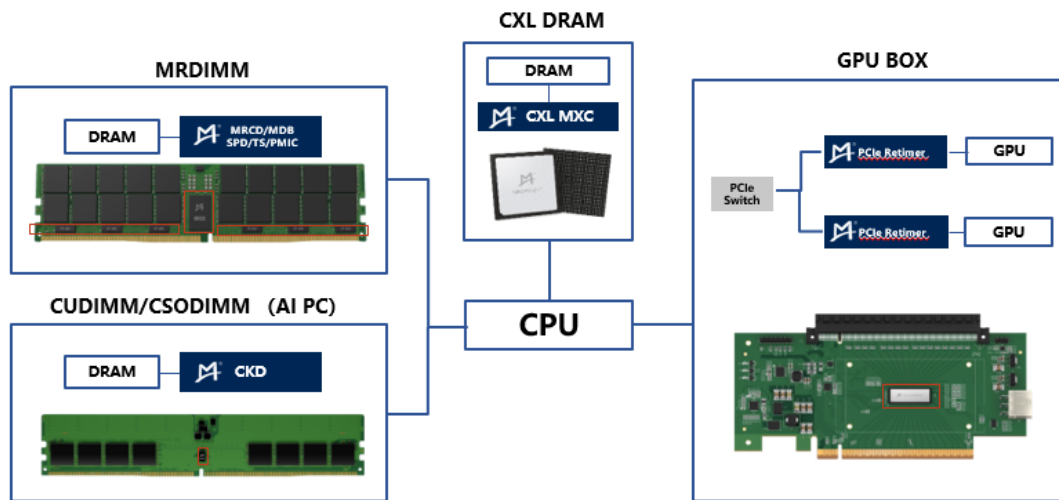 CXL DRAM
DRAM
CXL MXC
MRDIMM
DRAM
MRCD/MDB
SPD/TS/PMIC
GPU BOX
PCIe Retimer
GPU
PCIe
Switch
PCIe Retimer
GPU
CPU
CUDIMM/CSODIMM (AI PC)
DRAM
CKD